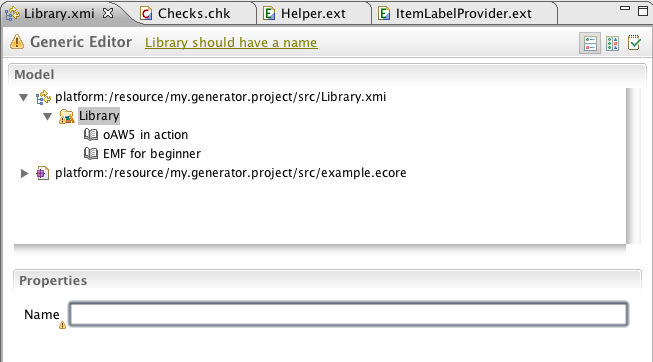 Library.xmi Checks.chk Helper.ext ItemLabelProvider.ext
Generic Editor Library should have a name
Model
platform:/resource/my.generator.project/src/Library.xmi
Library
oAW5 in action
EMF for beginner
platform:/resource/my.generator.project/src/example.ecore
Properties
Name